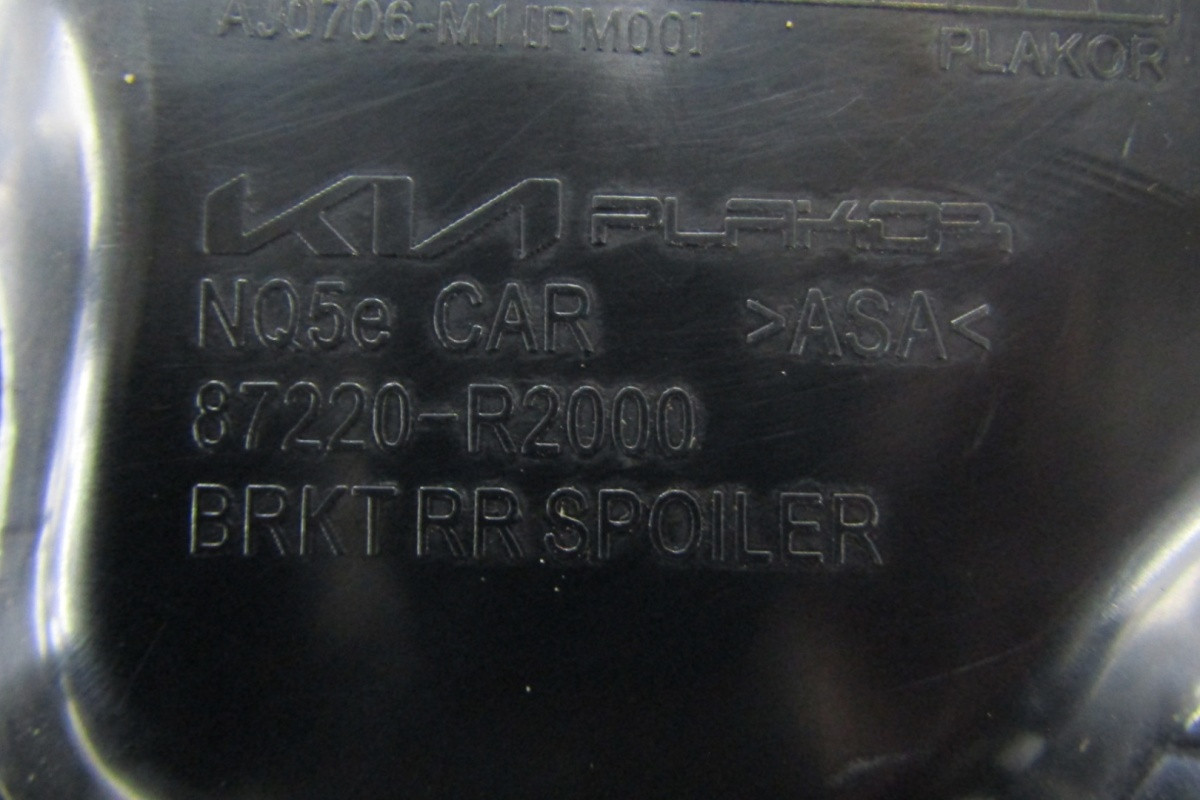 AJ0706-M1 [PM00]
PLAKOR
KIA PLAKOR
NQ5e CAR >ASA<
87220-R2000
BRKT RR SPOILER